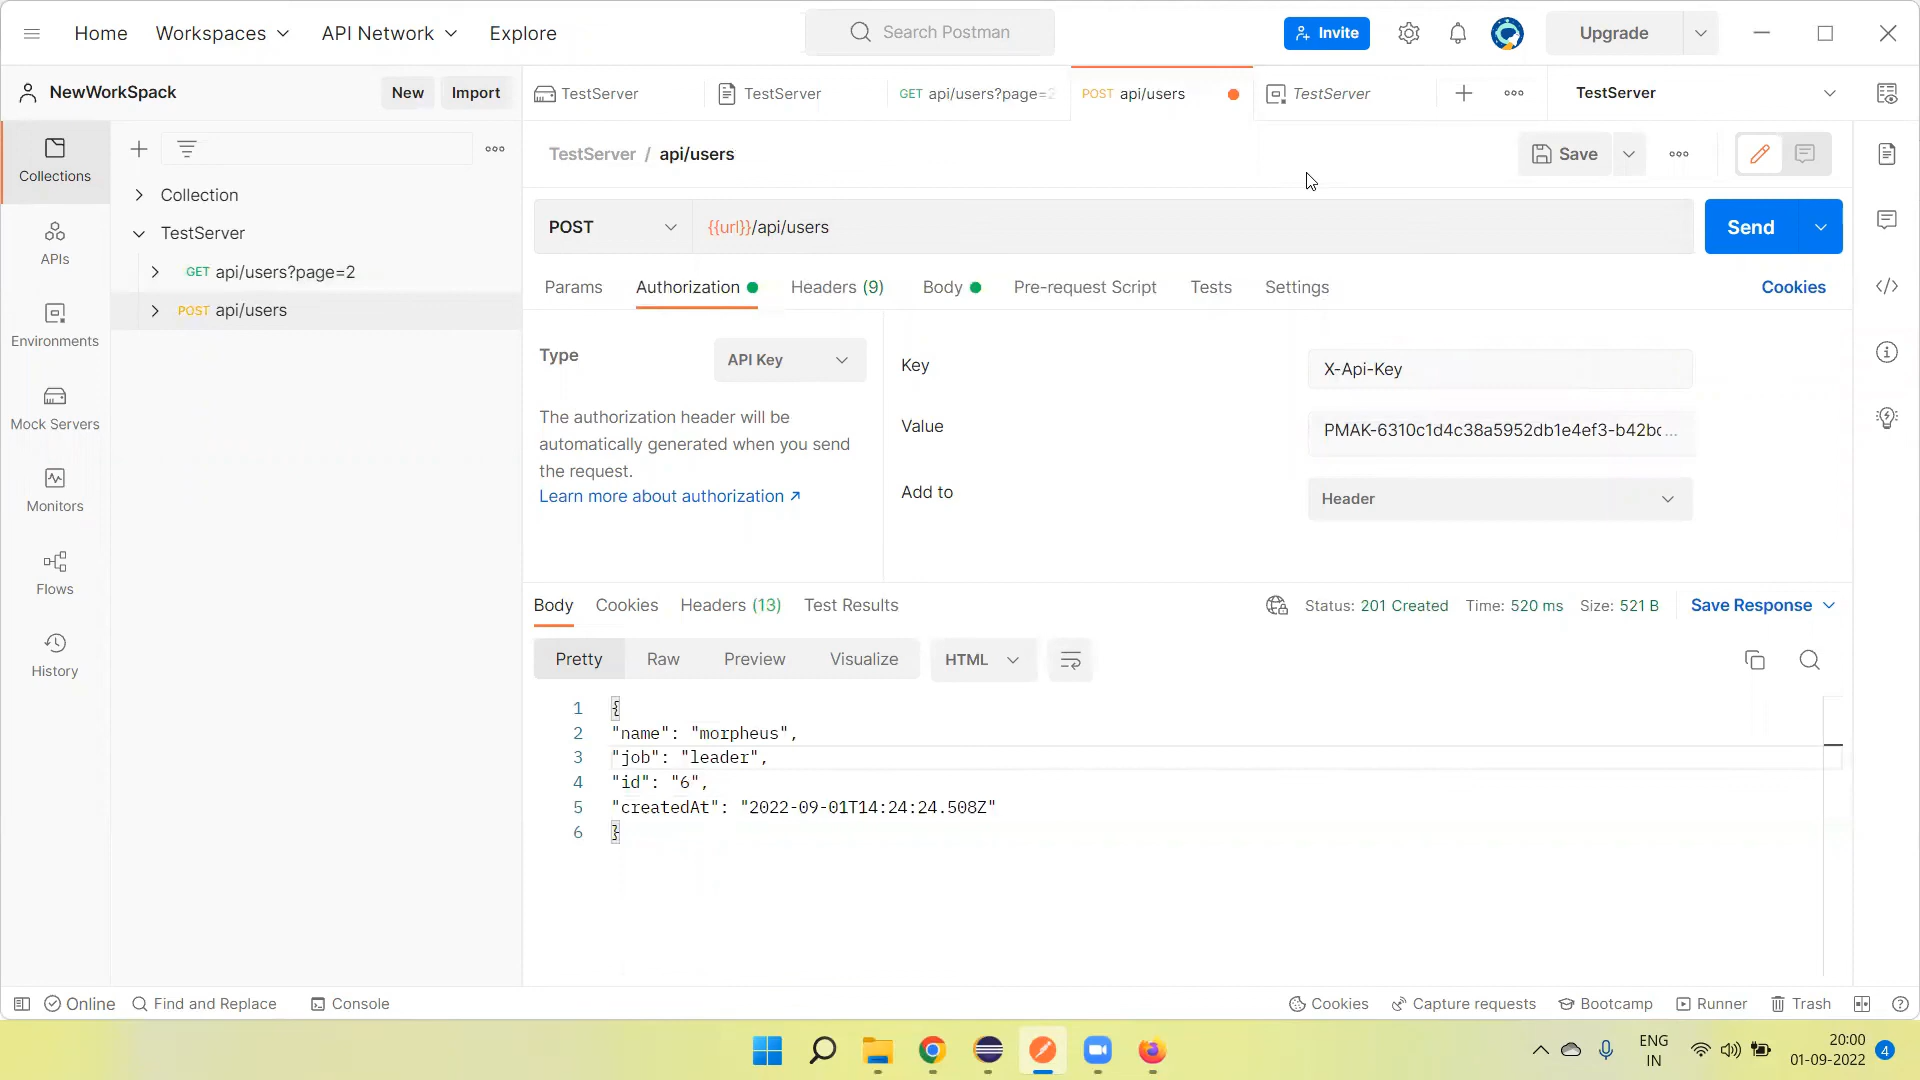 Home Workspaces API Network Explore Search Postman Invite Upgrade
NewWorkSpack New Import TestServer TestServer GET api/users?page=2 POST api/users TestServer TestServer
Collections
APIs
Environments
Mock Servers
Monitors
Flows
History
Collection
TestServer
GET api/users?page=2
POST api/users
TestServer / api/users Save
POST {{url}}/api/users Send
Params Authorization Headers (9) Body Pre-request Script Tests Settings Cookies
Type API Key
The authorization header will be
automatically generated when you send
the request.
Learn more about authorization ↗
Key X-Api-Key
Value PMAK-6310c1d4c38a5952db1e4ef3-b42bc...
Add to Header
Body Cookies Headers (13) Test Results Status: 201 Created Time: 520 ms Size: 521 B Save Response
Pretty Raw Preview Visualize HTML
1 {
2 "name": "morpheus",
3 "job": "leader",
4 "id": "6",
5 "createdAt": "2022-09-01T14:24:24.508Z"
6 }
Online Find and Replace Console Cookies Capture requests Bootcamp Runner Trash
ENG
IN
20:00
01-09-2022
4